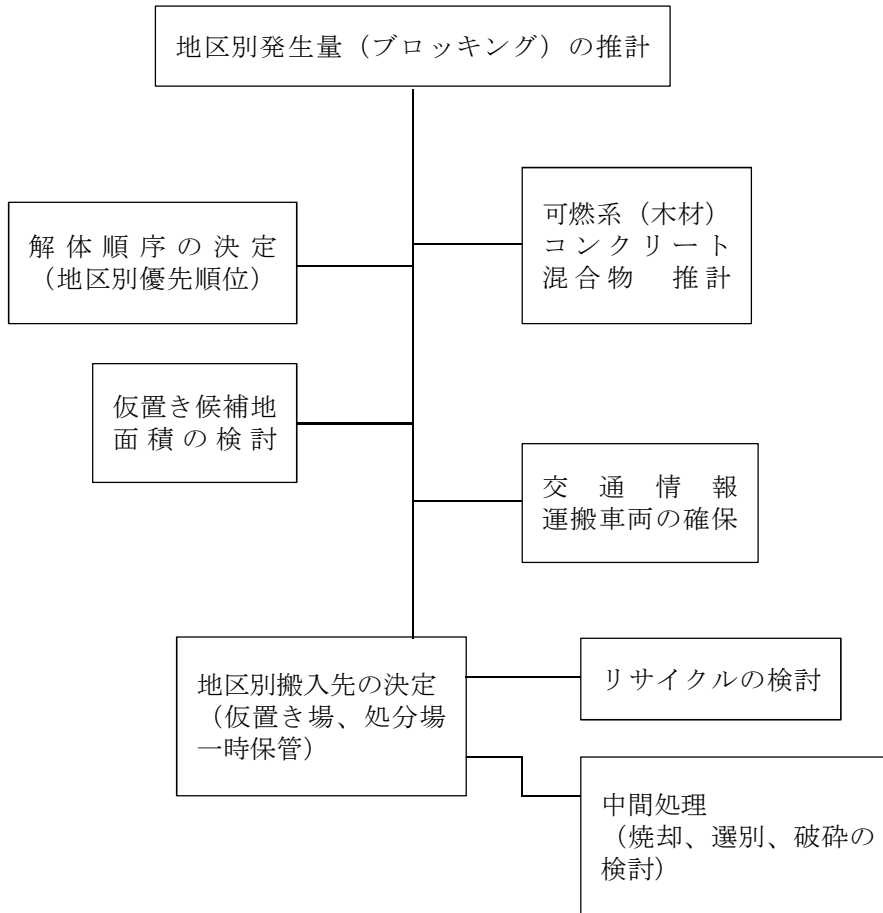 地区別発生量（ブロッキング）の推計
可燃系（木材）
コンクリート
混合物　推計
解体順序の決定
（地区別優先順位）
仮置き候補地
面積の検討
交通情報
運搬車両の確保
地区別搬入先の決定
（仮置き場、処分場
一時保管）
リサイクルの検討
中間処理
（焼却、選別、破砕の
検討）